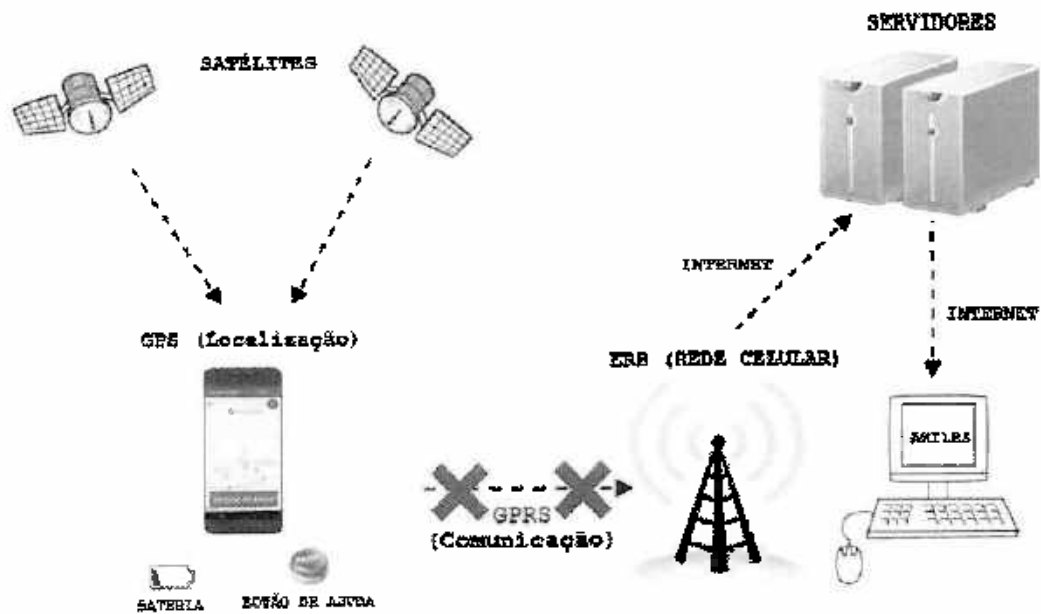 SERVIDORES
SATÉLITES
INTERNET
INTERNET
GPS (Localização)
ERB (REDE CELULAR)
GPRS
(Comunicação)
BATERIA
BOTÃO DE AJUDA